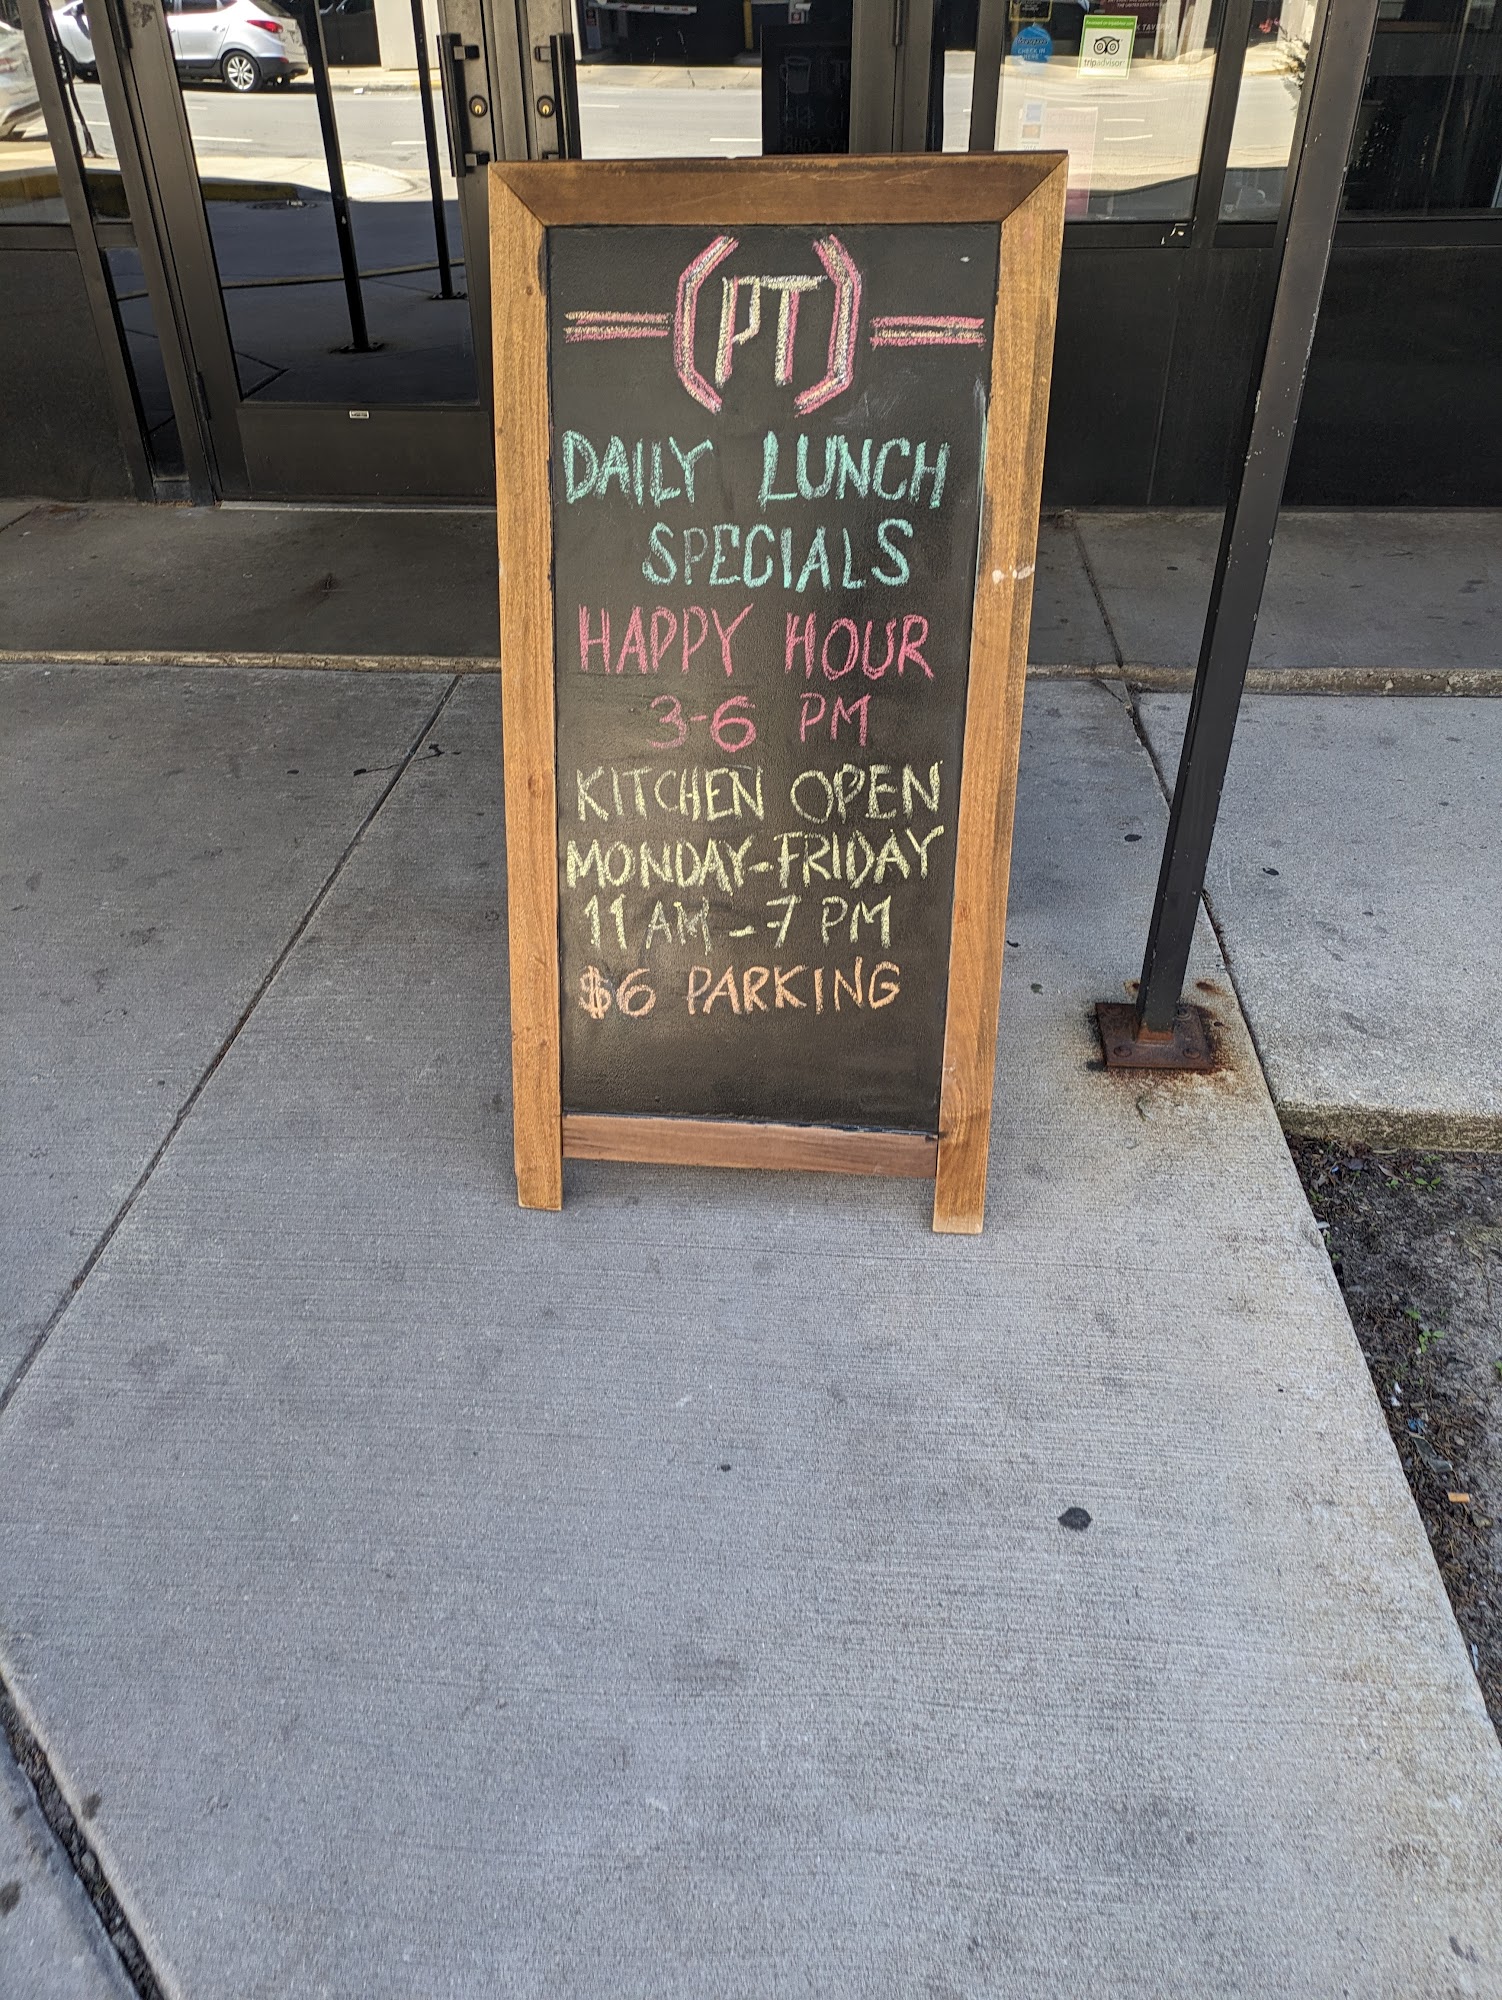 tripadvisor
PT
DAILY LUNCH
SPECIALS
HAPPY HOUR
3-6 PM
KITCHEN OPEN
MONDAY-FRIDAY
11 AM - 7 PM
$6 PARKING